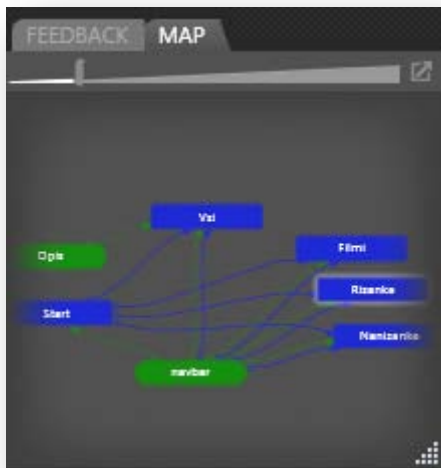 FEEDBACK MAP
Vsi
Opis
Filmi
Risanke
Start
Nanizanke
navbar